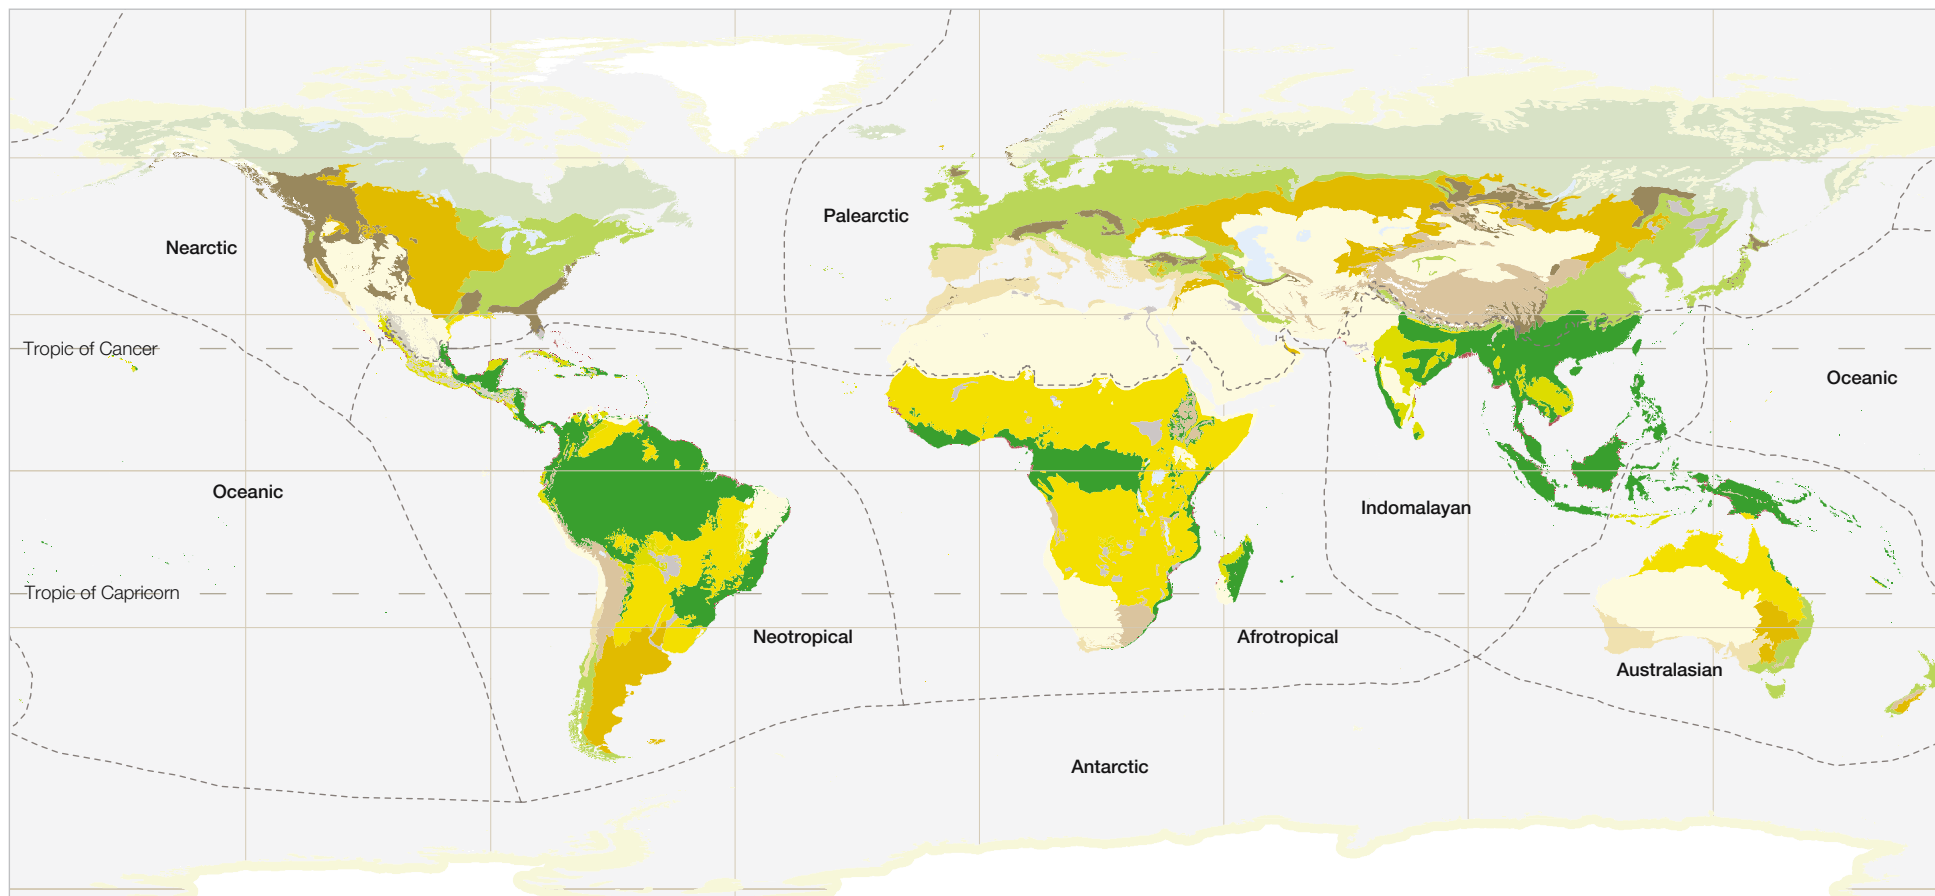 Palearctic
Nearctic
Tropic of Cancer
Oceanic
Oceanic
Indomalayan
Tropic of Capricorn
Neotropical
Afrotropical
Australasian
Antarctic